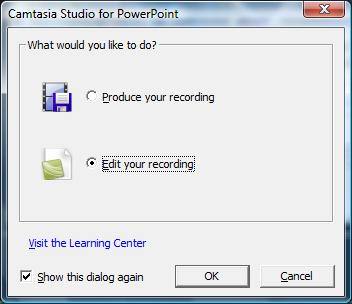 Camtasia Studio for PowerPoint
What would you like to do?
Produce your recording
Edit your recording
Visit the Learning Center
Show this dialog again
OK
Cancel